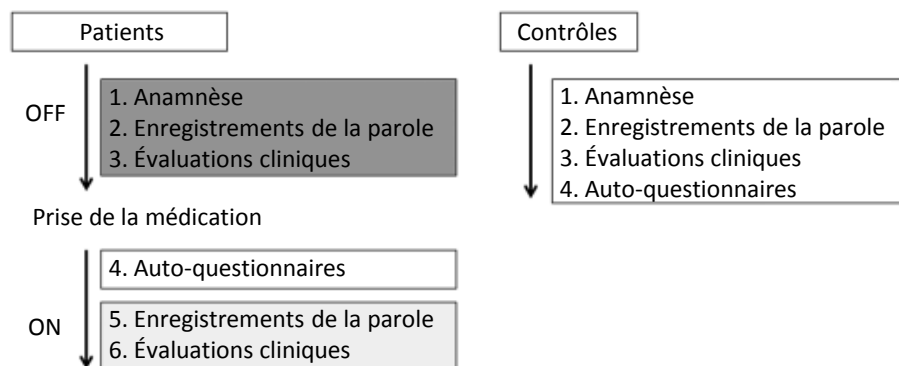 Patients
OFF
1. Anamnèse
2. Enregistrements de la parole
3. Évaluations cliniques
Prise de la médication
4. Auto-questionnaires
ON
5. Enregistrements de la parole
6. Évaluations cliniques
Contrôles
1. Anamnèse
2. Enregistrements de la parole
3. Évaluations cliniques
4. Auto-questionnaires